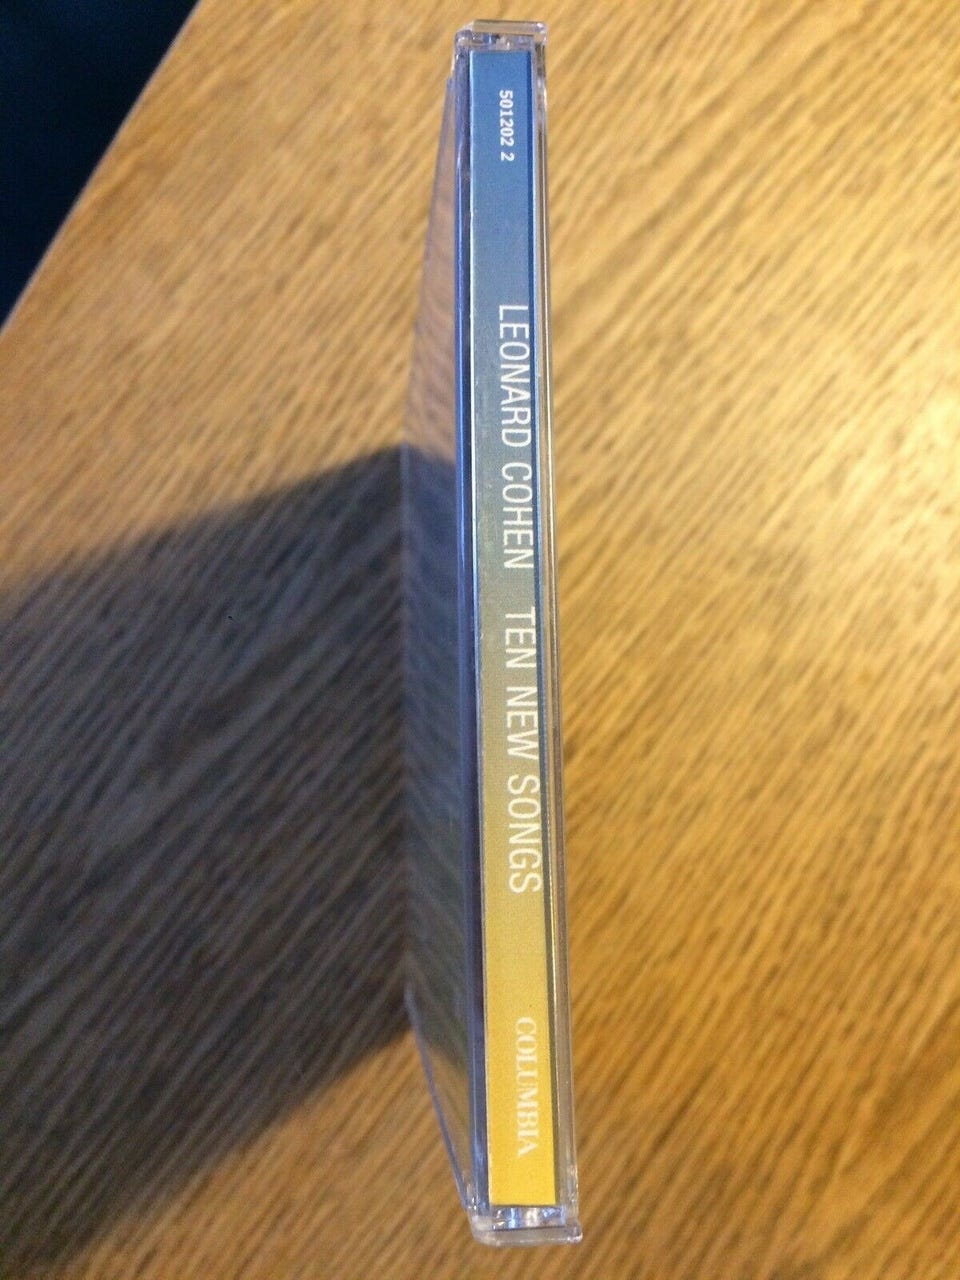 501202 2
LEONARD COHEN TEN NEW SONGS
COLUMBIA